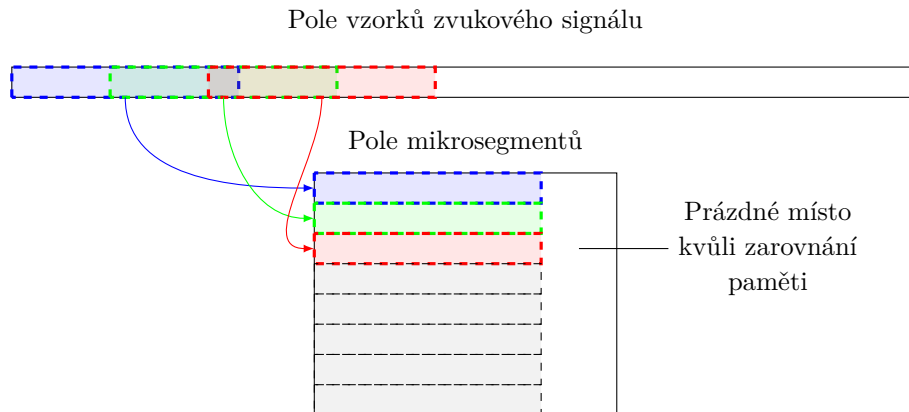 Pole vzorků zvukového signálu
Pole mikrosegmentů
Prázdné místo
kvůli zarovnání
paměti